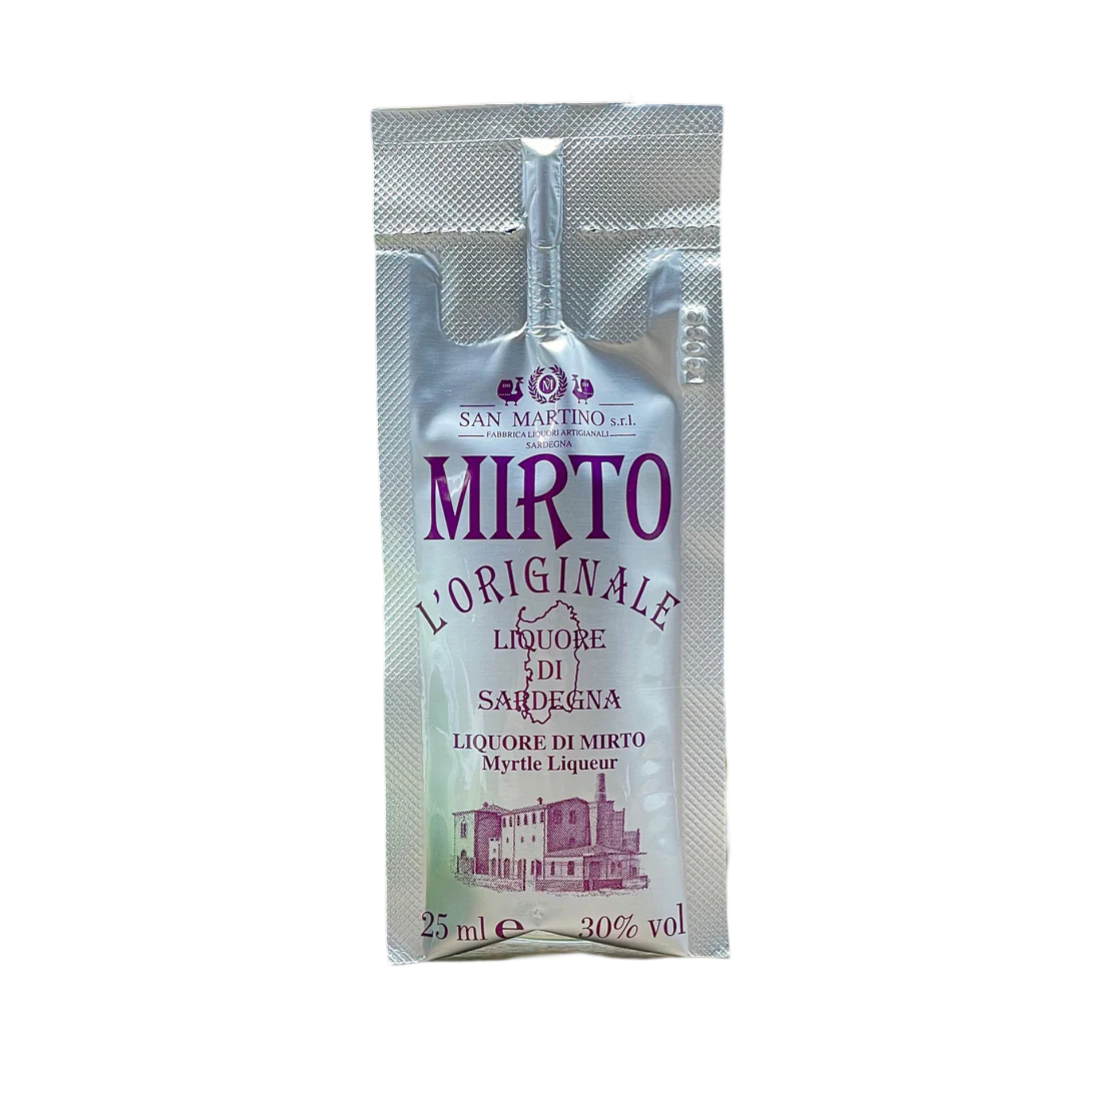 M
SAN MARTINO s.r.l.
FABBRICA LIQUORI ARTIGIANALI
SARDEGNA
MIRTO
L'ORIGINALE
LIQUORE
DI
SARDEGNA
LIQUORE DI MIRTO
Myrtle Liqueur
25 ml e 30% vol